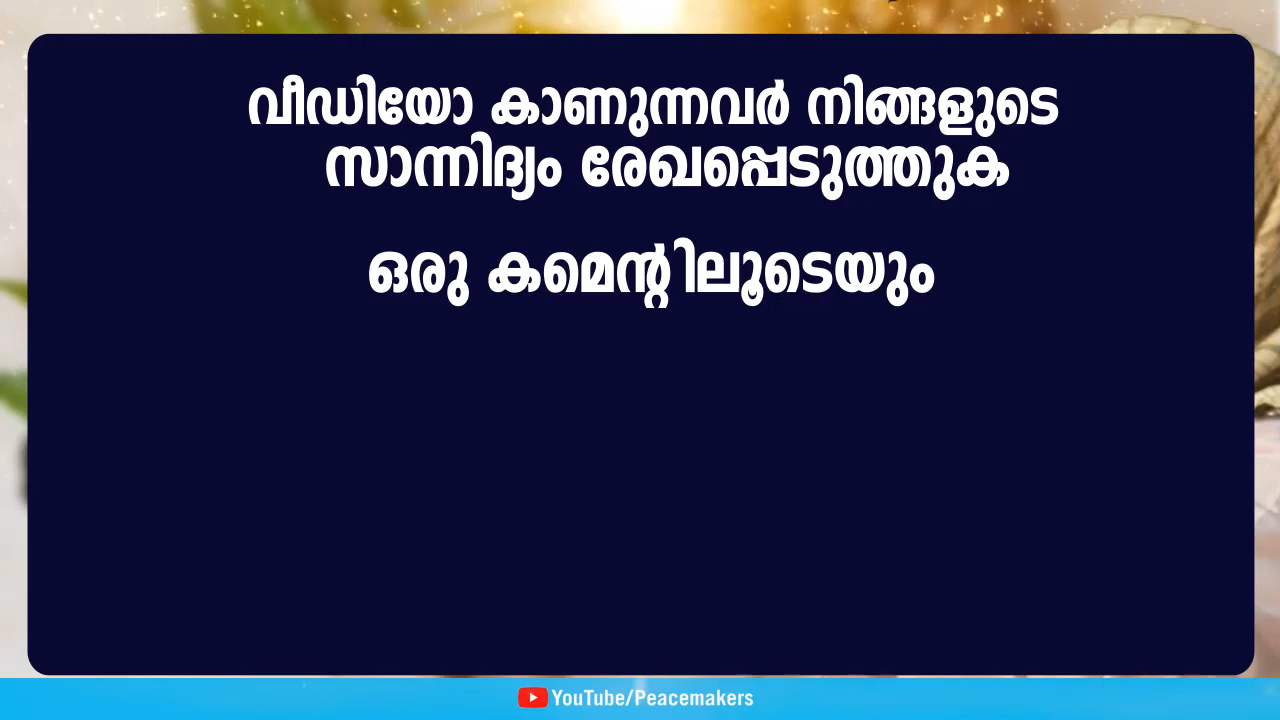 വീഡിയോ കാണുന്നവർ നിങ്ങളുടെ
സാന്നിദ്യം രേഖപ്പെടുത്തുക
ഒരു കമെന്റിലൂടെയും
YouTube/Peacemakers